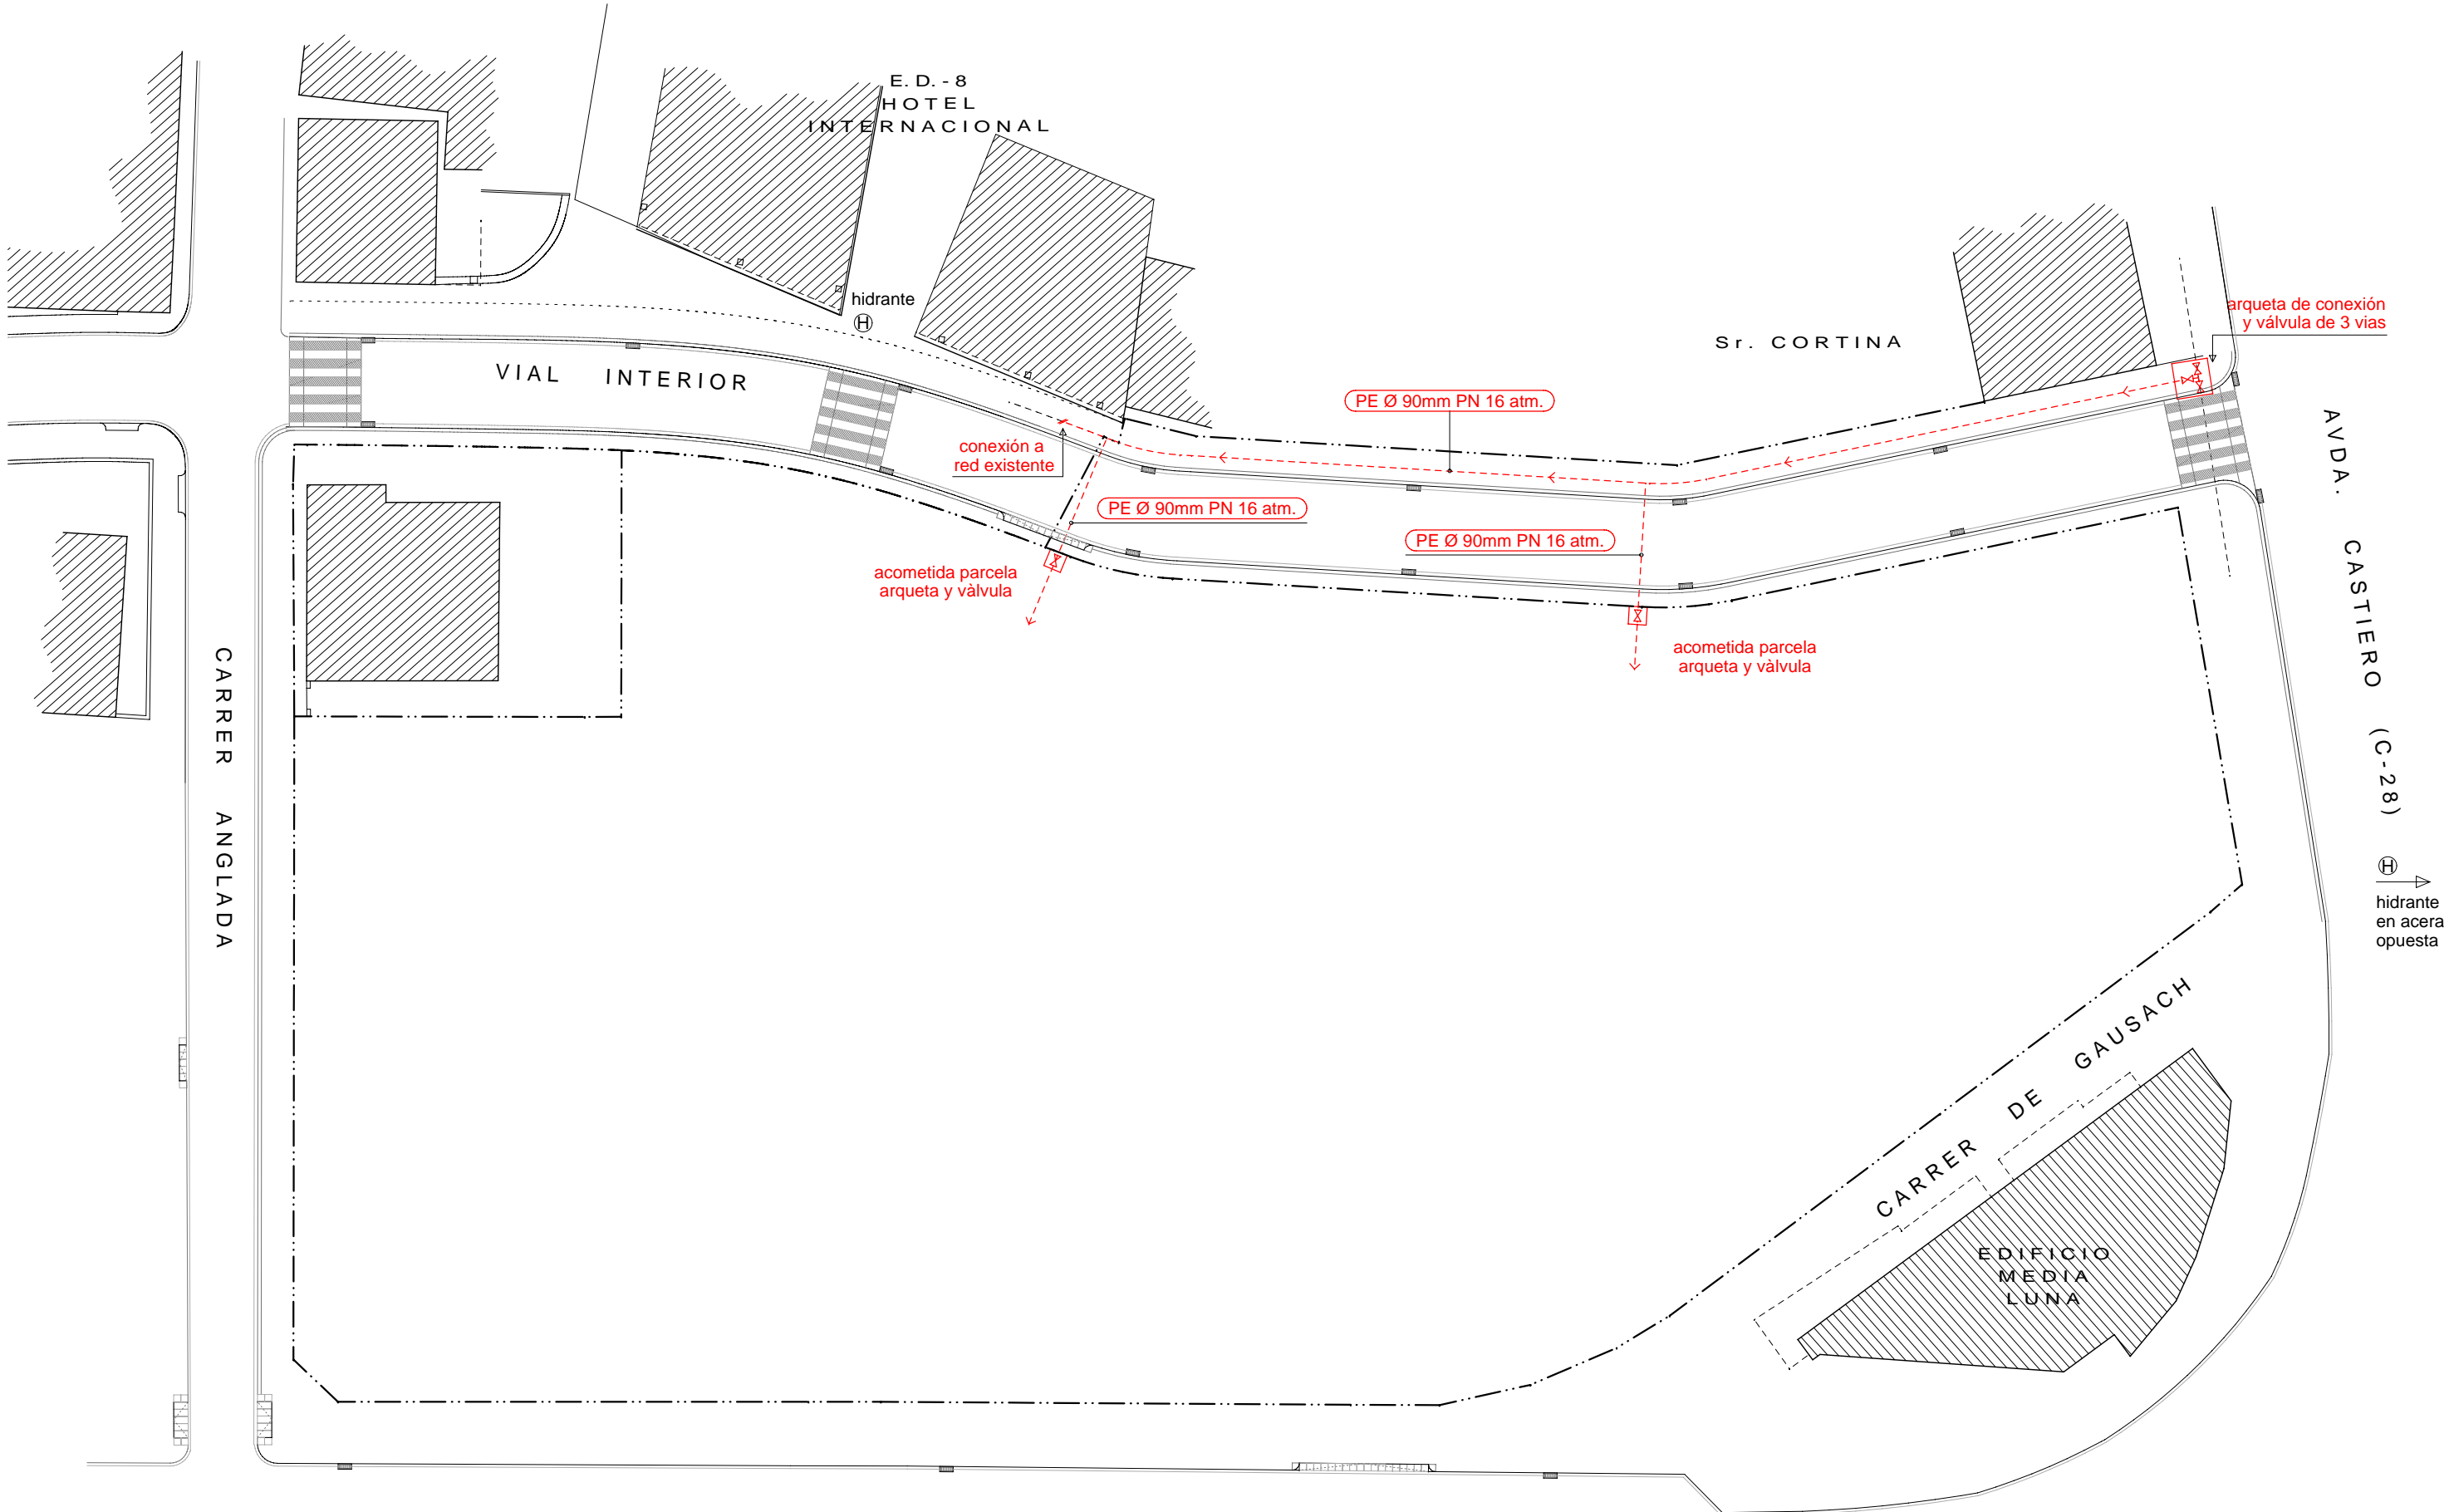 E. D. - 8
HOTEL
INTERNACIONAL
hidrante
H
arqueta de conexión
y válvula de 3 vias
Sr. CORTINA
VIAL INTERIOR
PE Ø 90mm PN 16 atm.
conexión a
red existente
PE Ø 90mm PN 16 atm.
PE Ø 90mm PN 16 atm.
acometida parcela
arqueta y vàlvula
acometida parcela
arqueta y vàlvula
AVDA. CASTIERO (C-28)
CARRER ANGLADA
H
hidrante
en acera
opuesta
CARRER DE GAUSACH
EDIFICIO
MEDIA
LUNA